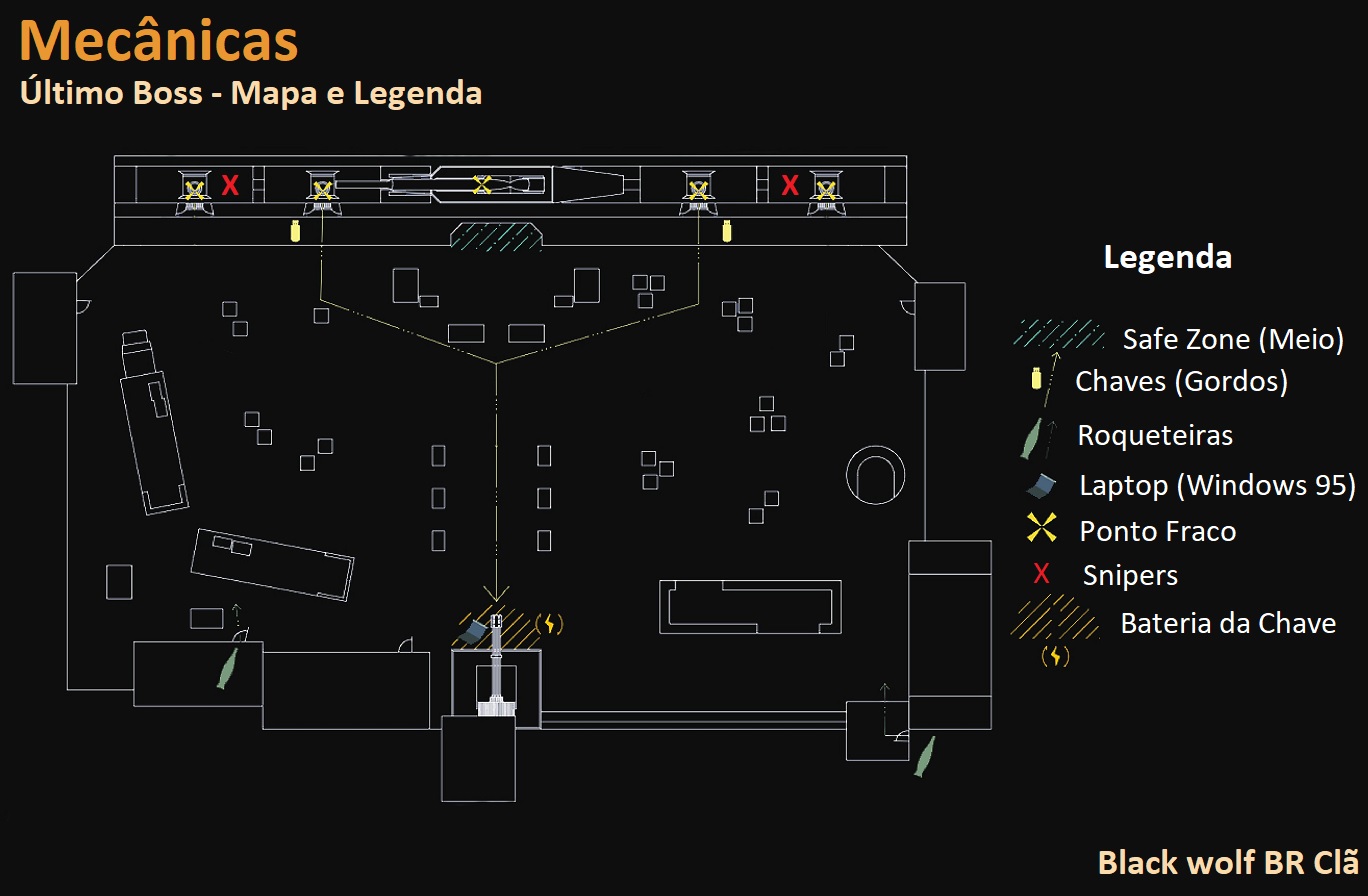 Mecânicas
Último Boss - Mapa e Legenda
X
X
Legenda
Safe Zone (Meio)
Chaves (Gordos)
Roqueteiras
Laptop (Windows 95)
Ponto Fraco
X Snipers
Bateria da Chave
Black wolf BR Clã